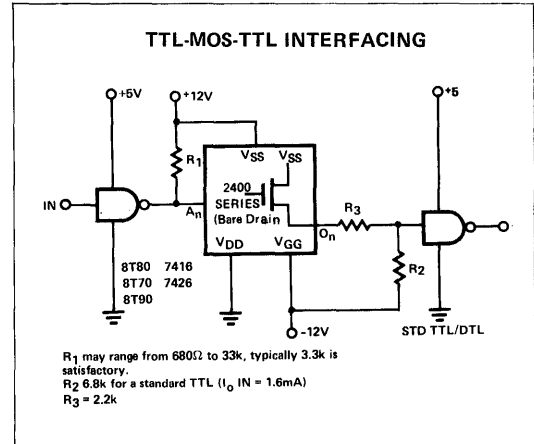 TTL-MOS-TTL INTERFACING
+5V
+12V
+5
R1
VSS
VSS
IN
An
2400
SERIES
(Bare Drain
On
R3
R2
VDD
VGG
8T80 7416
8T70 7426
8T90
-12V
STD TTL/DTL
R1 may range from 680Ω to 33k, typically 3.3k is
satisfactory.
R2 6.8k for a standard TTL (Io IN = 1.6mA)
R3 = 2.2k